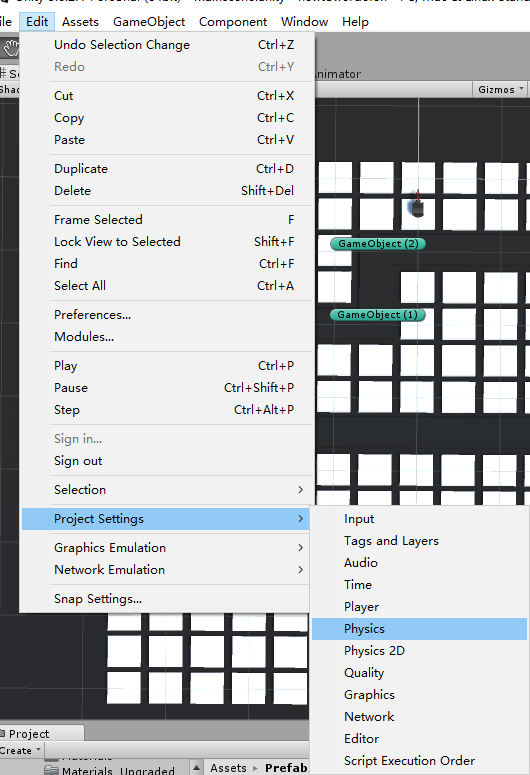 Edit Assets GameObject Component Window Help
Undo Selection Change Ctrl+Z
Redo Ctrl+Y
Cut Ctrl+X
Copy Ctrl+C
Paste Ctrl+V
Duplicate Ctrl+D
Delete Shift+Del
Frame Selected F
Lock View to Selected Shift+F
Find Ctrl+F
Select All Ctrl+A
Preferences...
Modules...
Play Ctrl+P
Pause Ctrl+Shift+P
Step Ctrl+Alt+P
Sign in...
Sign out
Selection
Project Settings
Graphics Emulation
Network Emulation
Snap Settings...
Input
Tags and Layers
Audio
Time
Player
Physics
Physics 2D
Quality
Graphics
Network
Editor
Script Execution Order
Animator
Gizmos
GameObject (2)
GameObject (1)
Project
Create
Materials_Upgraded
Assets Prefab